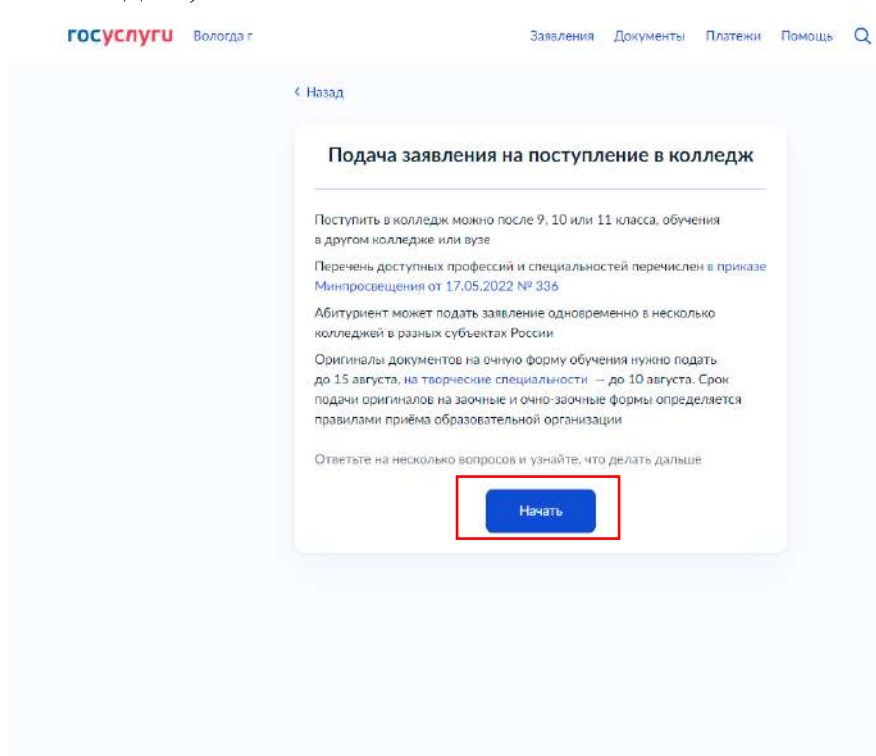 госуслуги Вологда г Заявления Документы Платежи Помощь
Назад
Подача заявления на поступление в колледж
Поступить в колледж можно после 9, 10 или 11 класса, обучения
в другом колледже или вузе
Перечень доступных профессий и специальностей перечислен в приказе
Минпросвещения от 17.05.2022 № 336
Абитуриент может подать заявление одновременно в несколько
колледжей в разных субъектах России
Оригиналы документов на очную форму обучения нужно подать
до 15 августа, на творческие специальности – до 10 августа. Срок
подачи оригиналов на заочные и очно-заочные формы определяется
правилами приёма образовательной организации
Ответьте на несколько вопросов и узнайте, что делать дальше
Начать